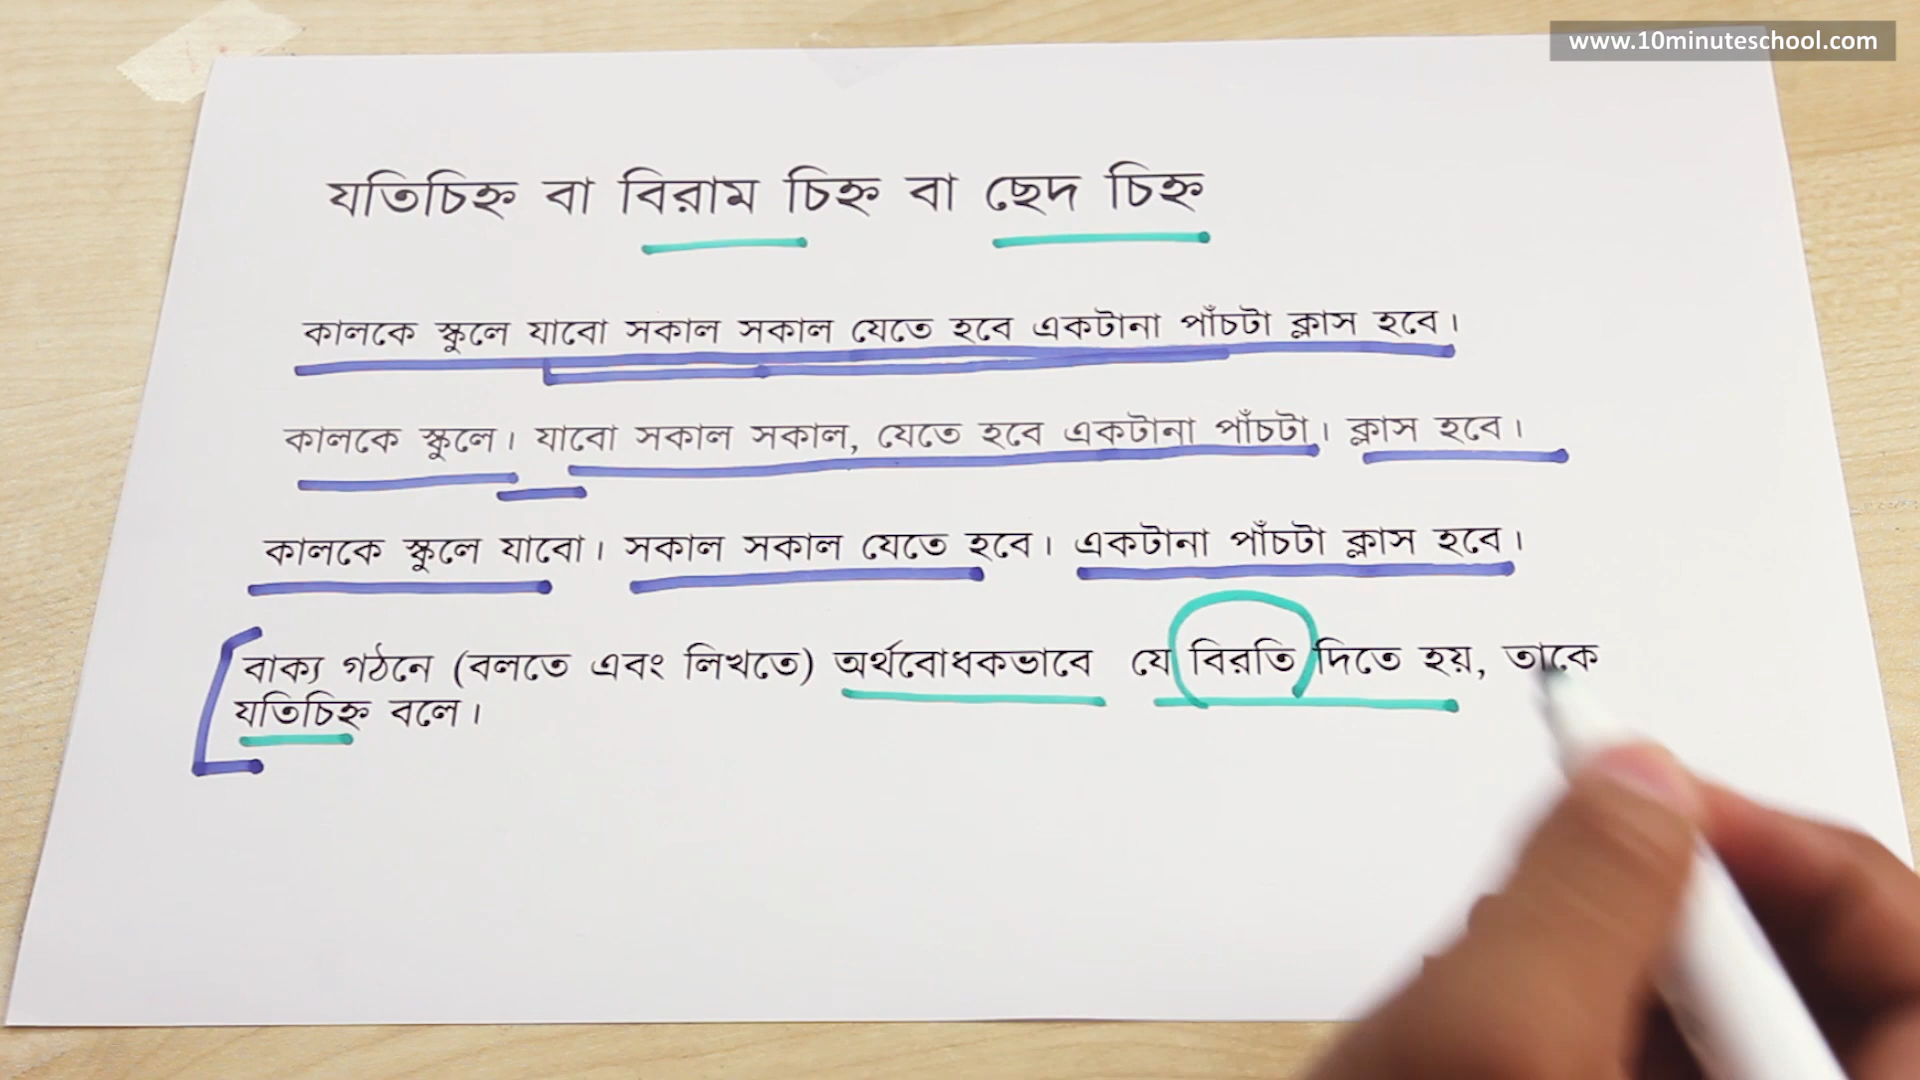 www.10minuteschool.com
যতিচিহ্ন বা বিরাম চিহ্ন বা ছেদ চিহ্ন
কালকে স্কুলে যাবো সকাল সকাল যেতে হবে একটানা পাঁচটা ক্লাস হবে।
কালকে স্কুলে। যাবো সকাল সকাল, যেতে হবে একটানা পাঁচটা। ক্লাস হবে।
কালকে স্কুলে যাবো। সকাল সকাল যেতে হবে। একটানা পাঁচটা ক্লাস হবে।
বাক্য গঠনে (বলতে এবং লিখতে) অর্থবোধকভাবে যে বিরতি দিতে হয়, তাকে
যতিচিহ্ন বলে।